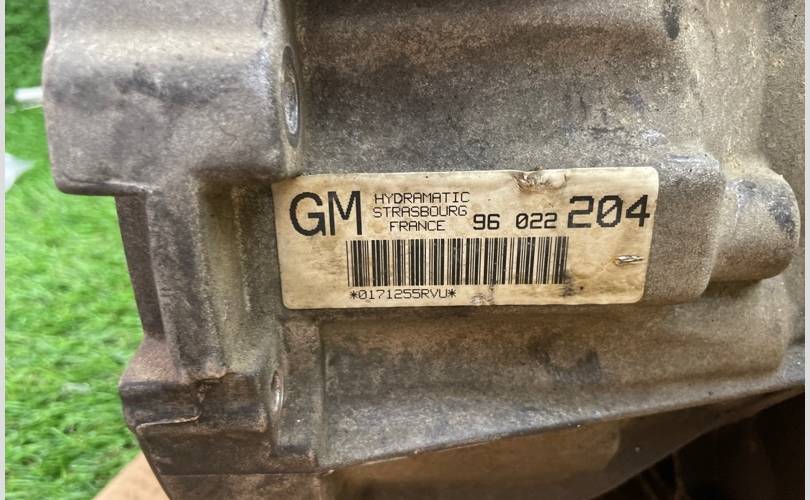 GM HYDRAMATIC
STRASBOURG
FRANCE 96 022 204
*0171255RVU*